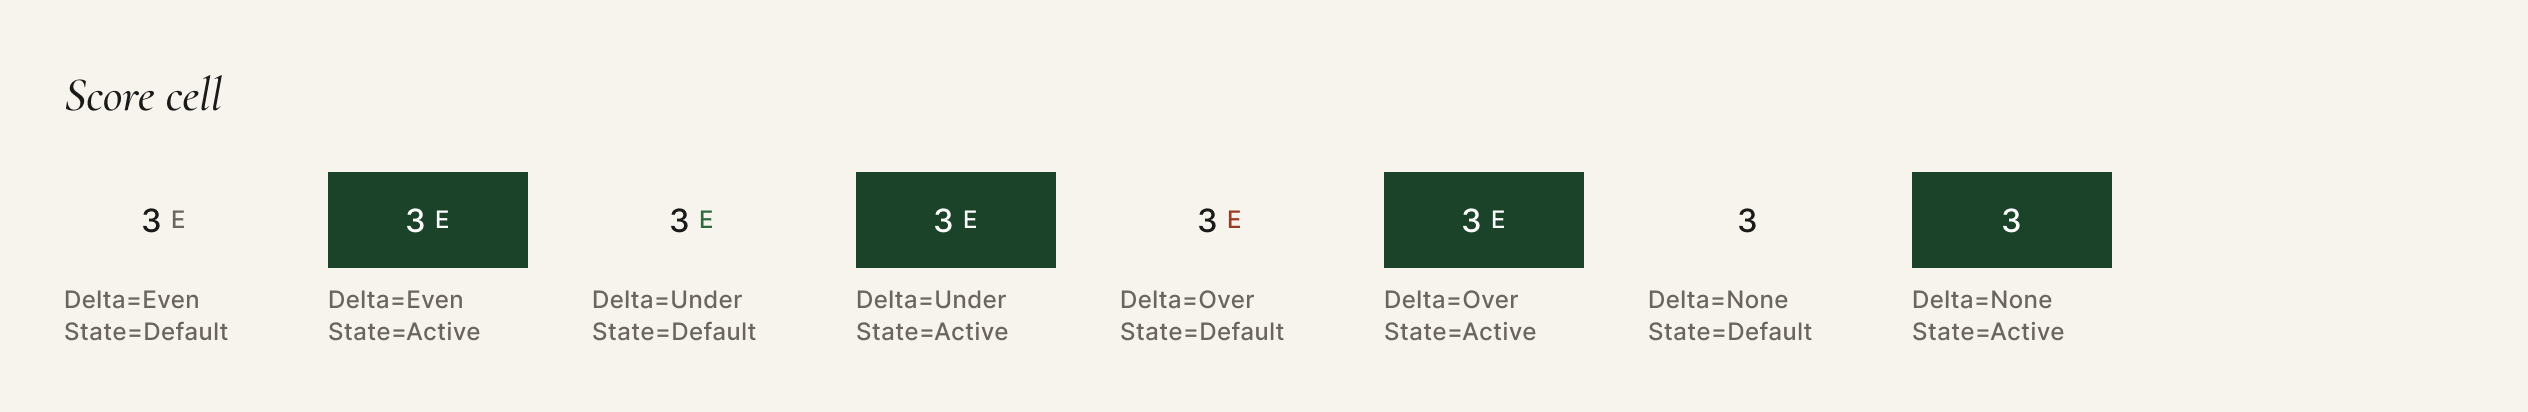 Score cell
3 E
3 E
3 E
3 E
3 E
3 E
3
3
Delta=Even
State=Default
Delta=Even
State=Active
Delta=Under
State=Default
Delta=Under
State=Active
Delta=Over
State=Default
Delta=Over
State=Active
Delta=None
State=Default
Delta=None
State=Active